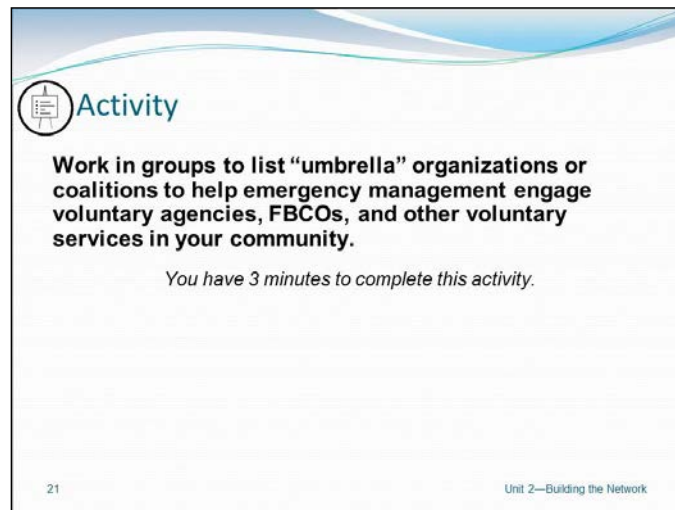 Activity
Work in groups to list “umbrella” organizations or
coalitions to help emergency management engage
voluntary agencies, FBCOs, and other voluntary
services in your community.
You have 3 minutes to complete this activity.
21
Unit 2—Building the Network